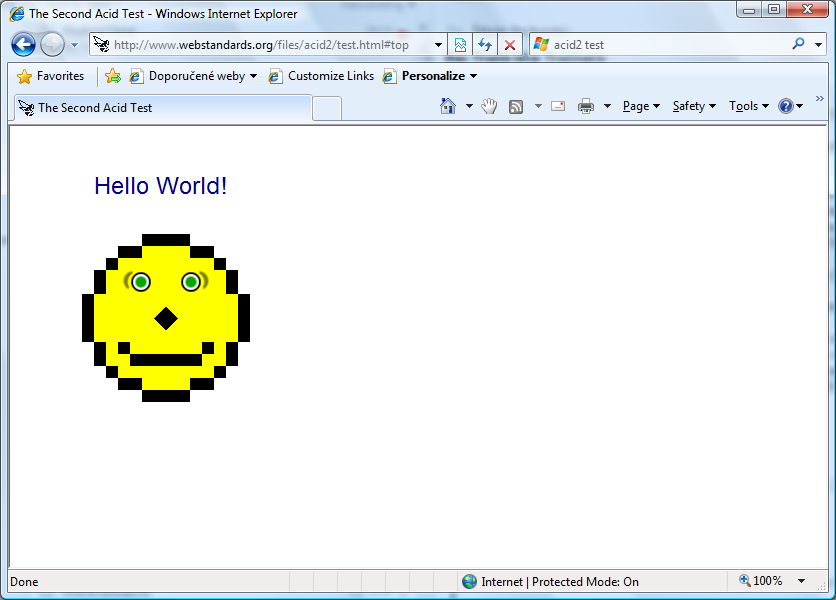 The Second Acid Test - Windows Internet Explorer
http://www.webstandards.org/files/acid2/test.html#top
acid2 test
Favorites
Doporučené weby
Customize Links
Personalize
The Second Acid Test
Page
Safety
Tools
Hello World!
Done
Internet | Protected Mode: On
100%